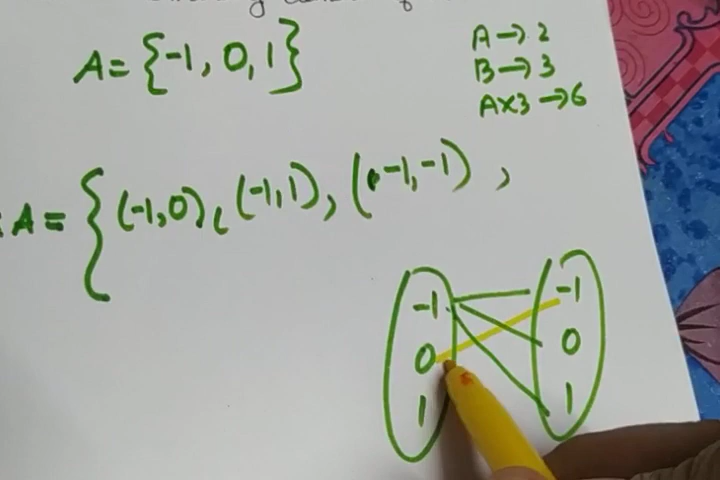 A = {-1, 0, 1}
A → 2
B → 3
A×3 → 6
A = { (-1,0), (-1,1), (-1,-1),
-1 -1
0 0
1 1